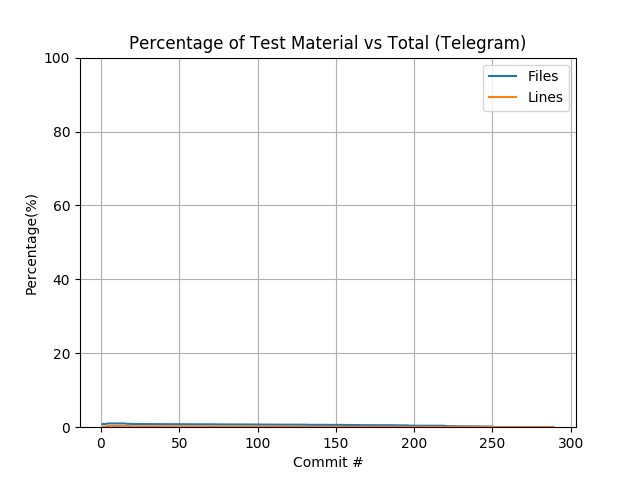 Percentage of Test Material vs Total (Telegram)
100
80
60
40
20
0
Percentage(%)
Files
Lines
0 50 100 150 200 250 300
Commit #